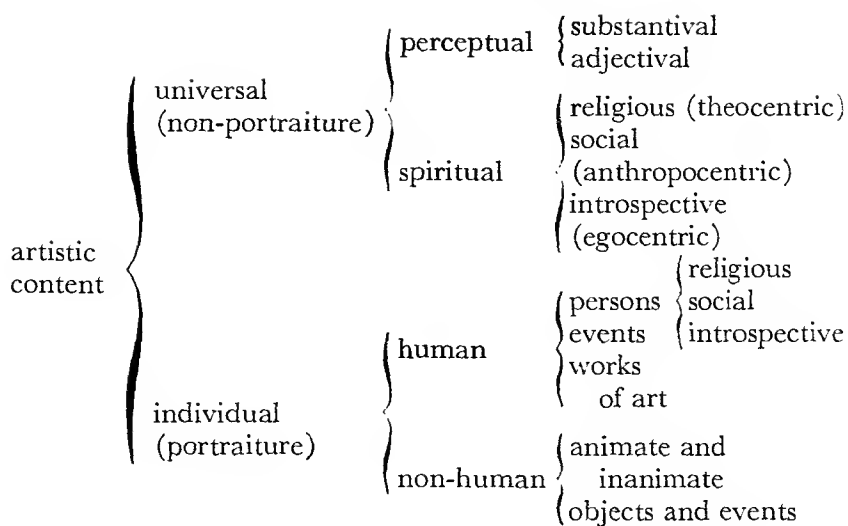 substantival
perceptual
adjectival
universal
(non-portraiture)
religious (theocentric)
social
spiritual
(anthropocentric)
introspective
(egocentric)
artistic
content
religious
persons
social
human
events
introspective
works
of art
individual
(portraiture)
animate and
non-human
inanimate
objects and events